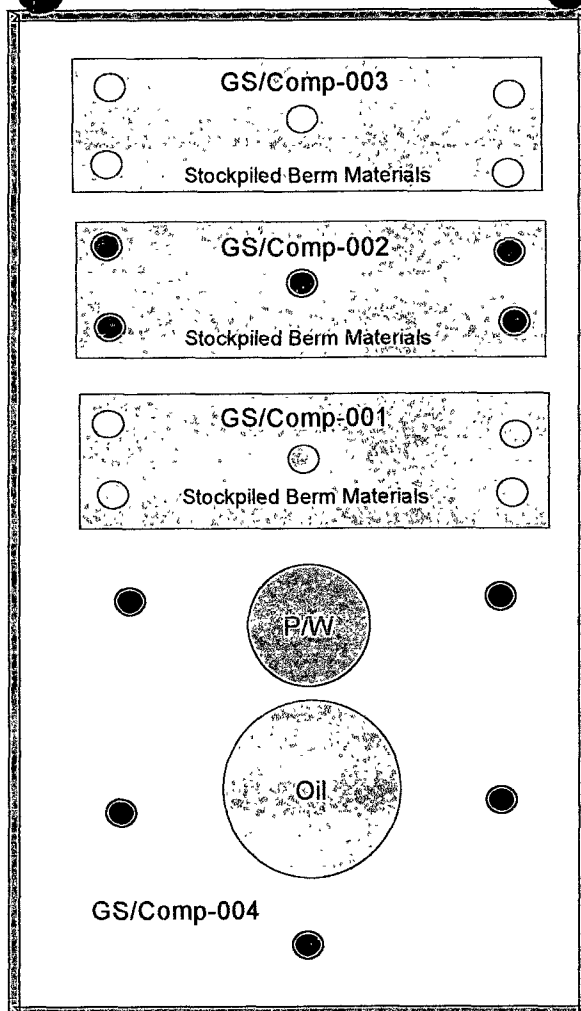 GS/Comp-003
Stockpiled Berm Materials
GS/Comp-002
Stockpiled Berm Materials
GS/Comp-001
Stockpiled Berm Materials
P/W
Oil
GS/Comp-004